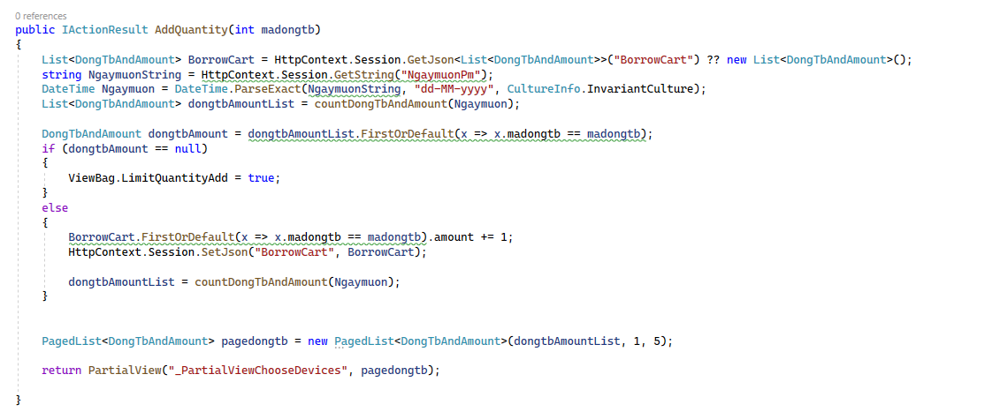 0 references
public IActionResult AddQuantity(int madongtb)
{
List<DongTbAndAmount> BorrowCart = HttpContext.Session.GetJson<List<DongTbAndAmount>>("BorrowCart") ?? new List<DongTbAndAmount>();
string NgaymuonString = HttpContext.Session.GetString("NgaymuonPm");
DateTime Ngaymuon = DateTime.ParseExact(NgaymuonString, "dd-MM-yyyy", CultureInfo.InvariantCulture);
List<DongTbAndAmount> dongtbAmountList = countDongTbAndAmount(Ngaymuon);
DongTbAndAmount dongtbAmount = dongtbAmountList.FirstOrDefault(x => x.madongtb == madongtb);
if (dongtbAmount == null)
{
ViewBag.LimitQuantityAdd = true;
}
else
{
BorrowCart.FirstOrDefault(x => x.madongtb == madongtb).amount += 1;
HttpContext.Session.SetJson("BorrowCart", BorrowCart);
dongtbAmountList = countDongTbAndAmount(Ngaymuon);
}
PagedList<DongTbAndAmount> pagedongtb = new PagedList<DongTbAndAmount>(dongtbAmountList, 1, 5);
return PartialView("_PartialViewChooseDevices", pagedongtb);
}